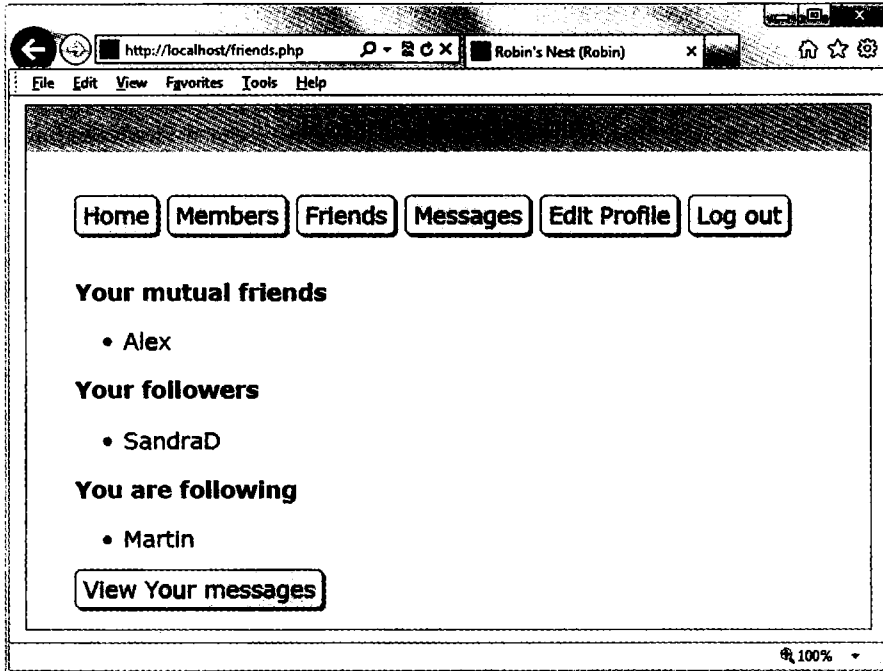 http://localhost/friends.php
Robin's Nest (Robin)
File Edit View Favorites Tools Help
Home Members Friends Messages Edit Profile Log out
Your mutual friends
• Alex
Your followers
• SandraD
You are following
• Martin
View Your messages
100%